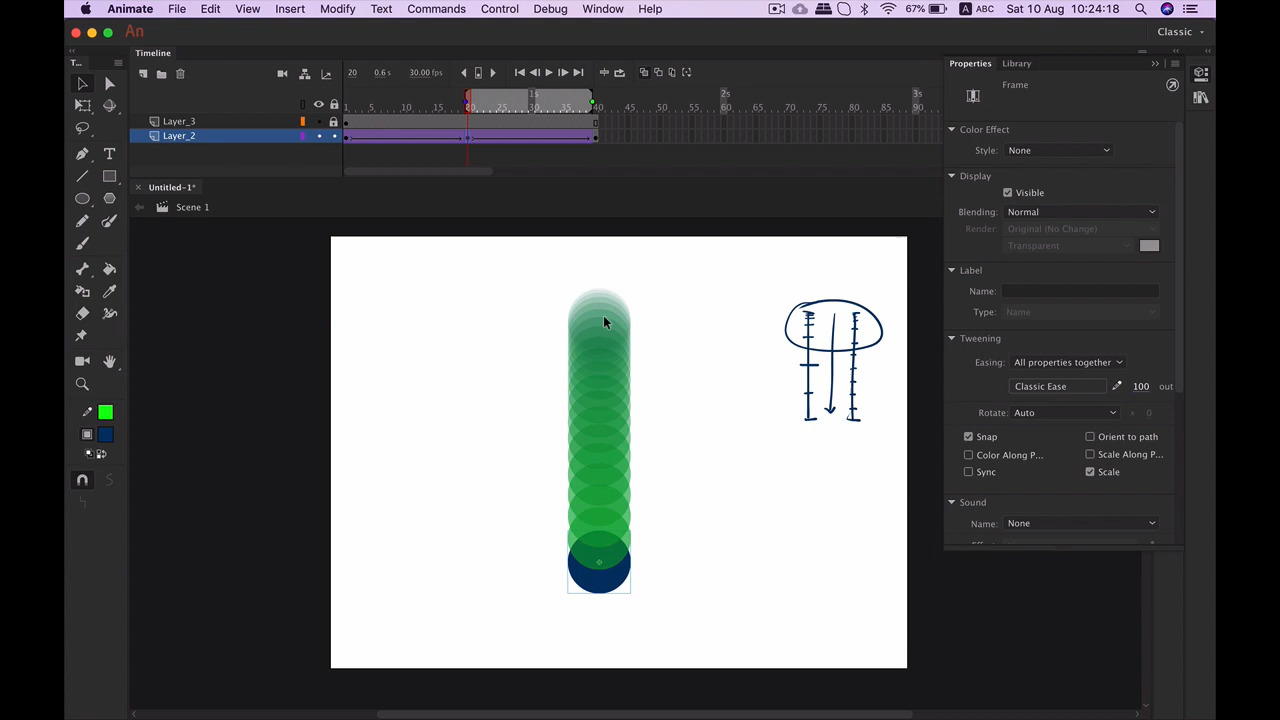 Animate File Edit View Insert Modify Text Commands Control Debug Window Help 67% A ABC Sat 10 Aug 10:24:18
An Classic
Timeline
T...
20 0.6s 30.00fps
1s 2s 3s
1 5 10 15 20 25 30 35 40 45 50 55 60 65 70 75 80 85 90
Layer_3
Layer_2
Untitled-1*
Scene 1
Properties Library
Frame
Color Effect
Style: None
Display
Visible
Blending: Normal
Render: Original (No Change)
Transparent
Label
Name:
Type: Name
Tweening
Easing: All properties together
Classic Ease 100 out
Rotate: Auto x 0
Snap Orient to path
Color Along P... Scale Along P...
Sync Scale
Sound
Name: None